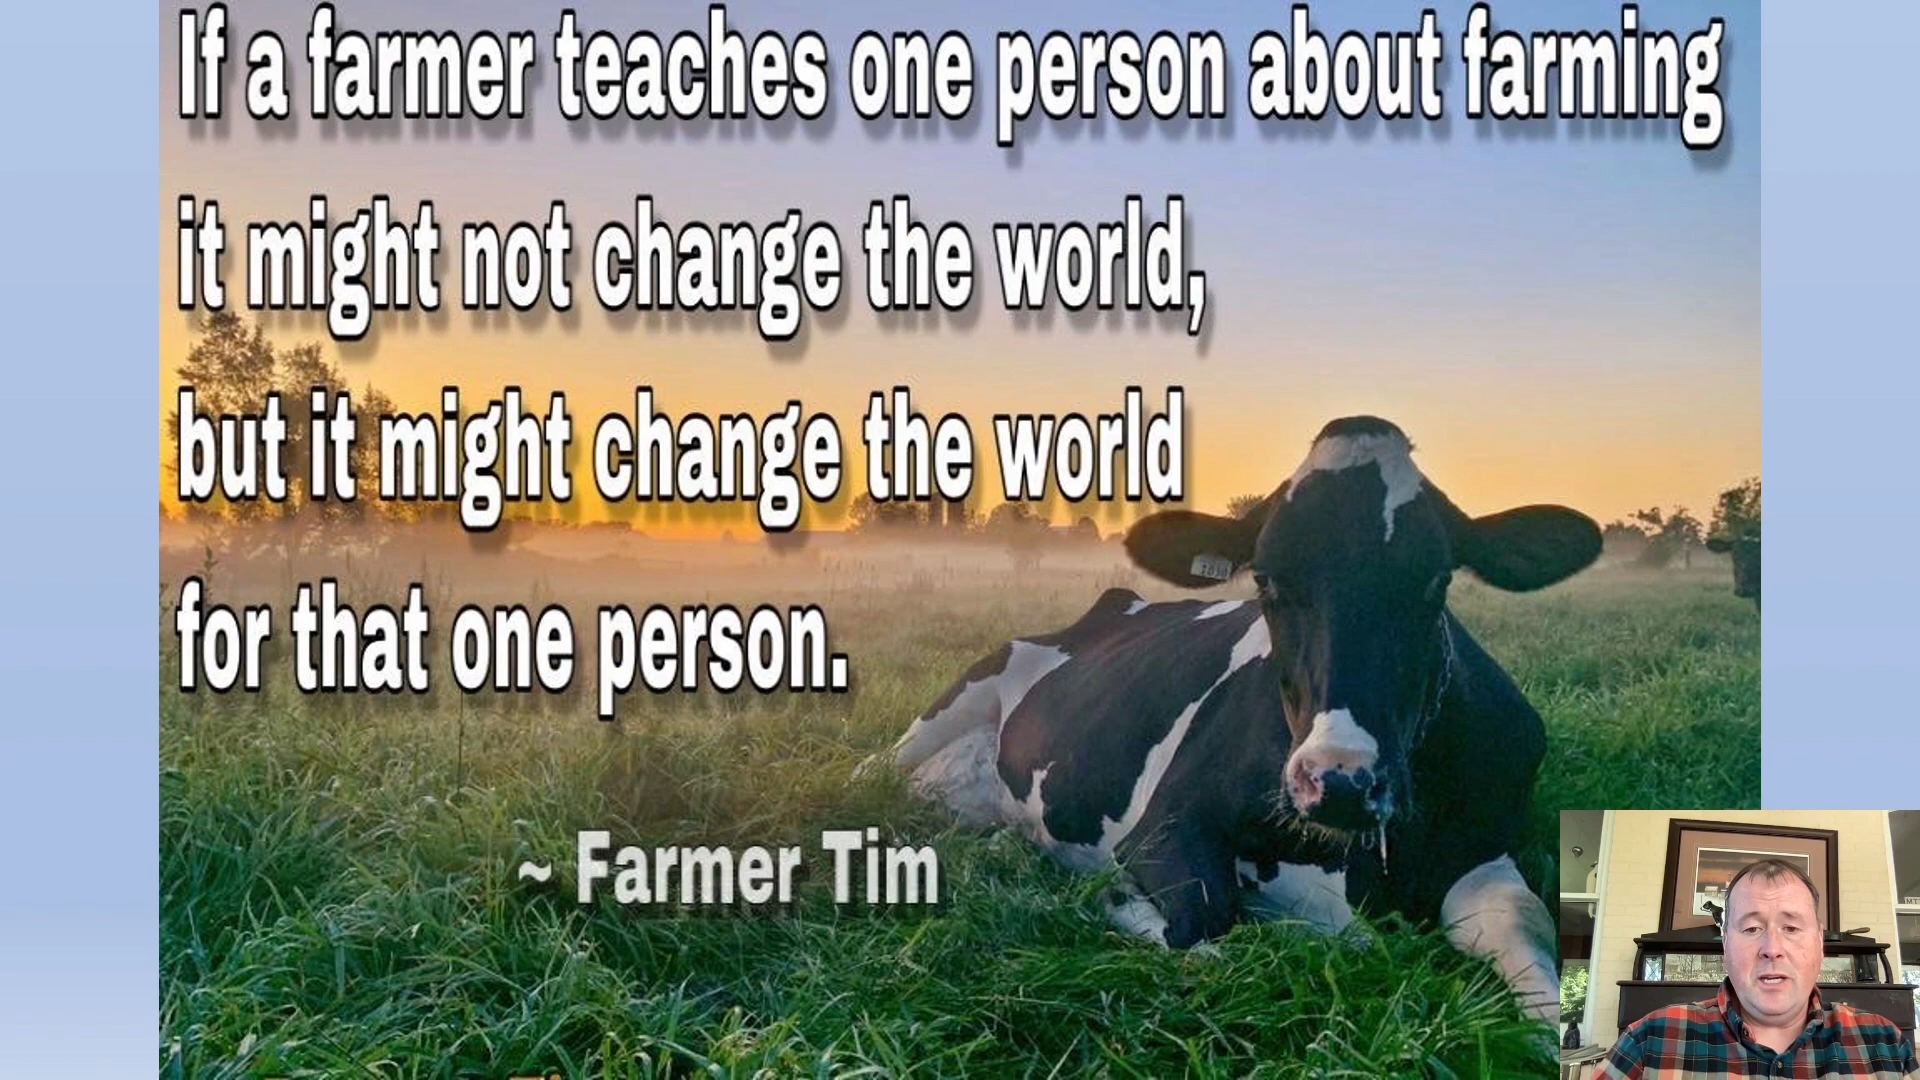 If a farmer teaches one person about farming
it might not change the world,
but it might change the world
for that one person.
~ Farmer Tim